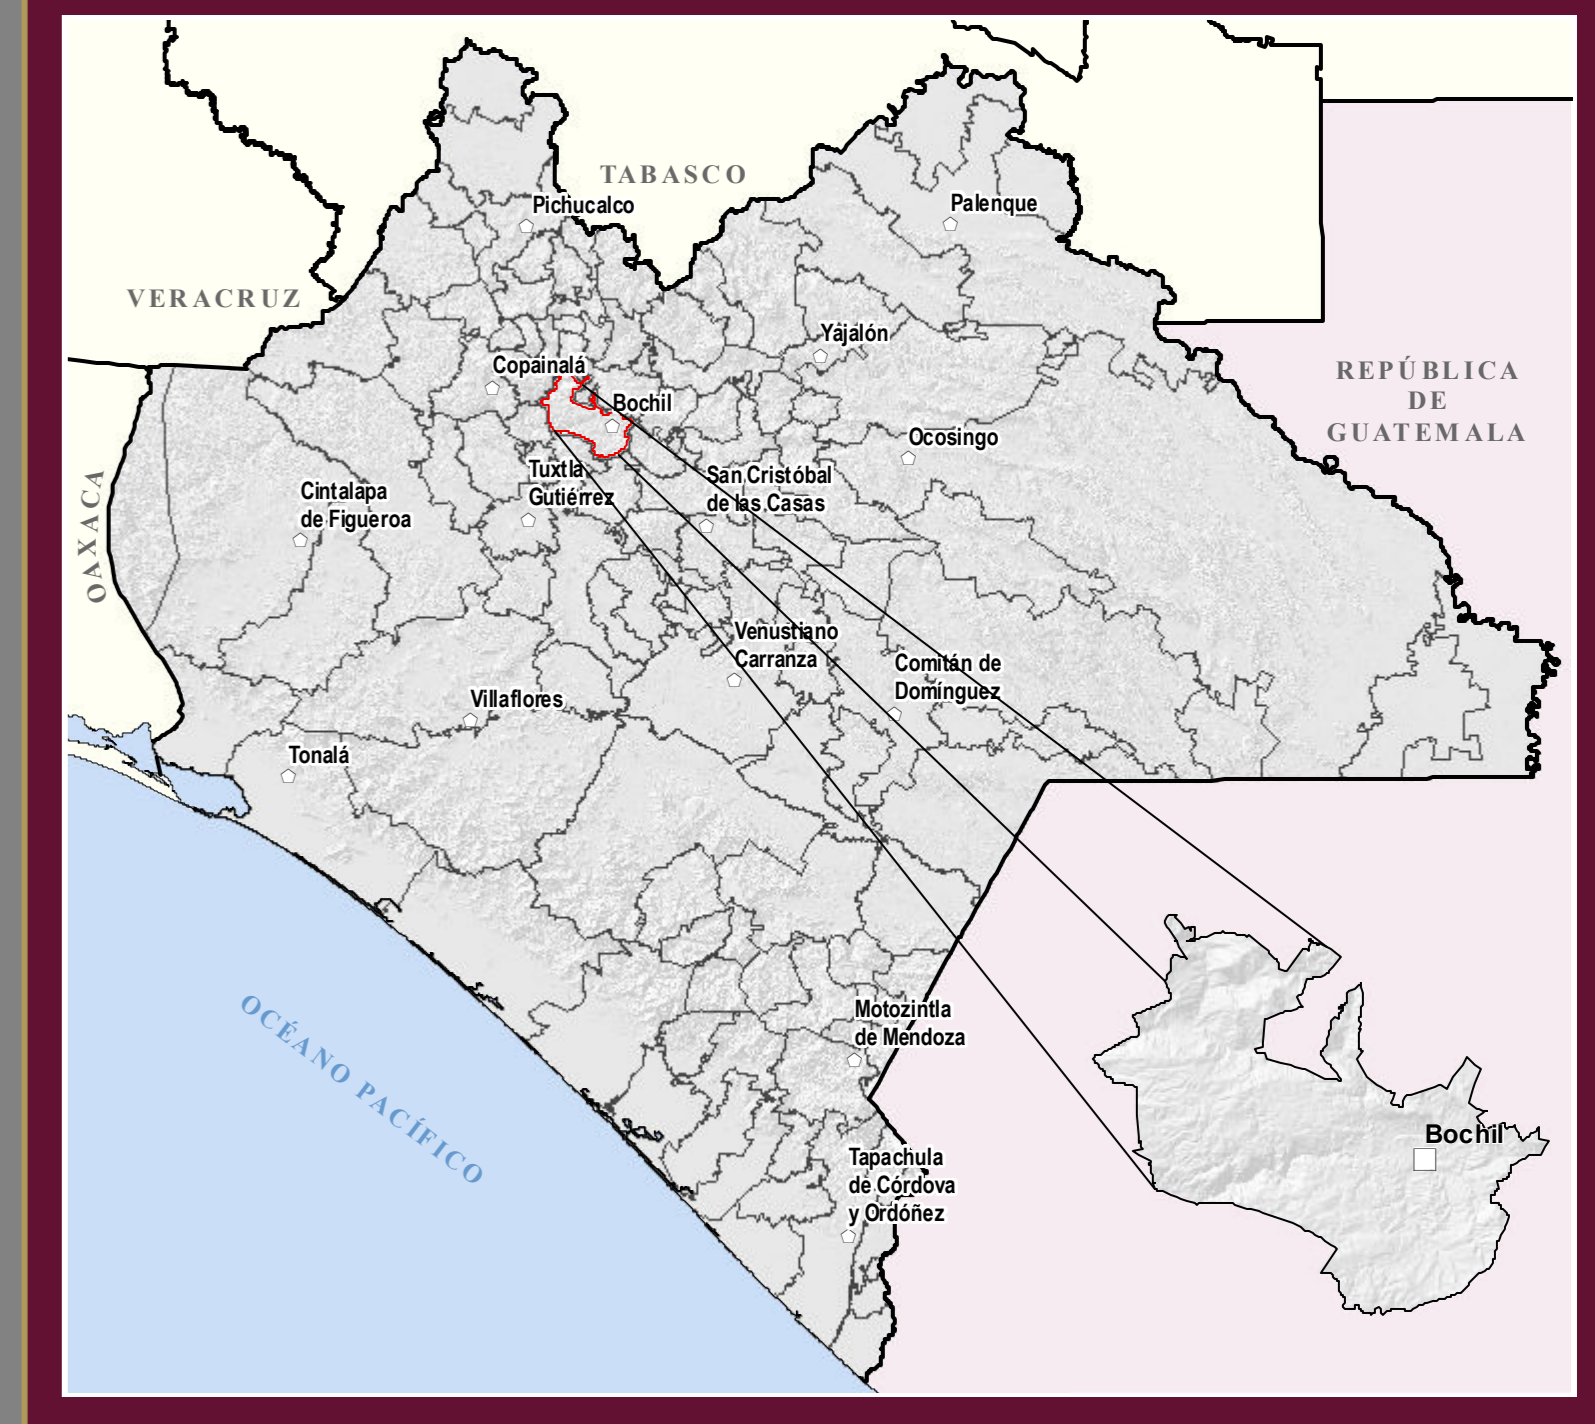 TABASCO
Pichucalco
Palenque
VERACRUZ
Yajalón
Copainalá
REPÚBLICA
DE
GUATEMALA
Bochil
Ocosingo
Tuxtla
Gutiérrez
San Cristóbal
de las Casas
Cintalapa
de Figueroa
OAXACA
Venustiano
Carranza
Comitán de
Domínguez
Villaflores
Tonalá
OCÉANO PACÍFICO
Motozintla
de Mendoza
Bochil
Tapachula
de Córdova
y Ordóñez